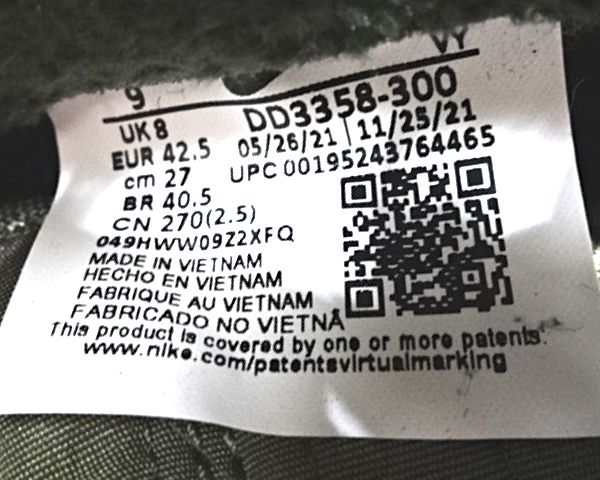 9 VY
UK 8 DD3358-300
EUR 42.5 05/26/21 | 11/25/21
cm 27 UPC 00195243764465
BR 40.5
CN 270(2.5)
049HWW09Z2XFQ
MADE IN VIETNAM
HECHO EN VIETNAM
FABRIQUE AU VIETNAM
FABRICADO NO VIETNÃ
This product is covered by one or more patents.
www.nike.com/patentsvirtualmarking